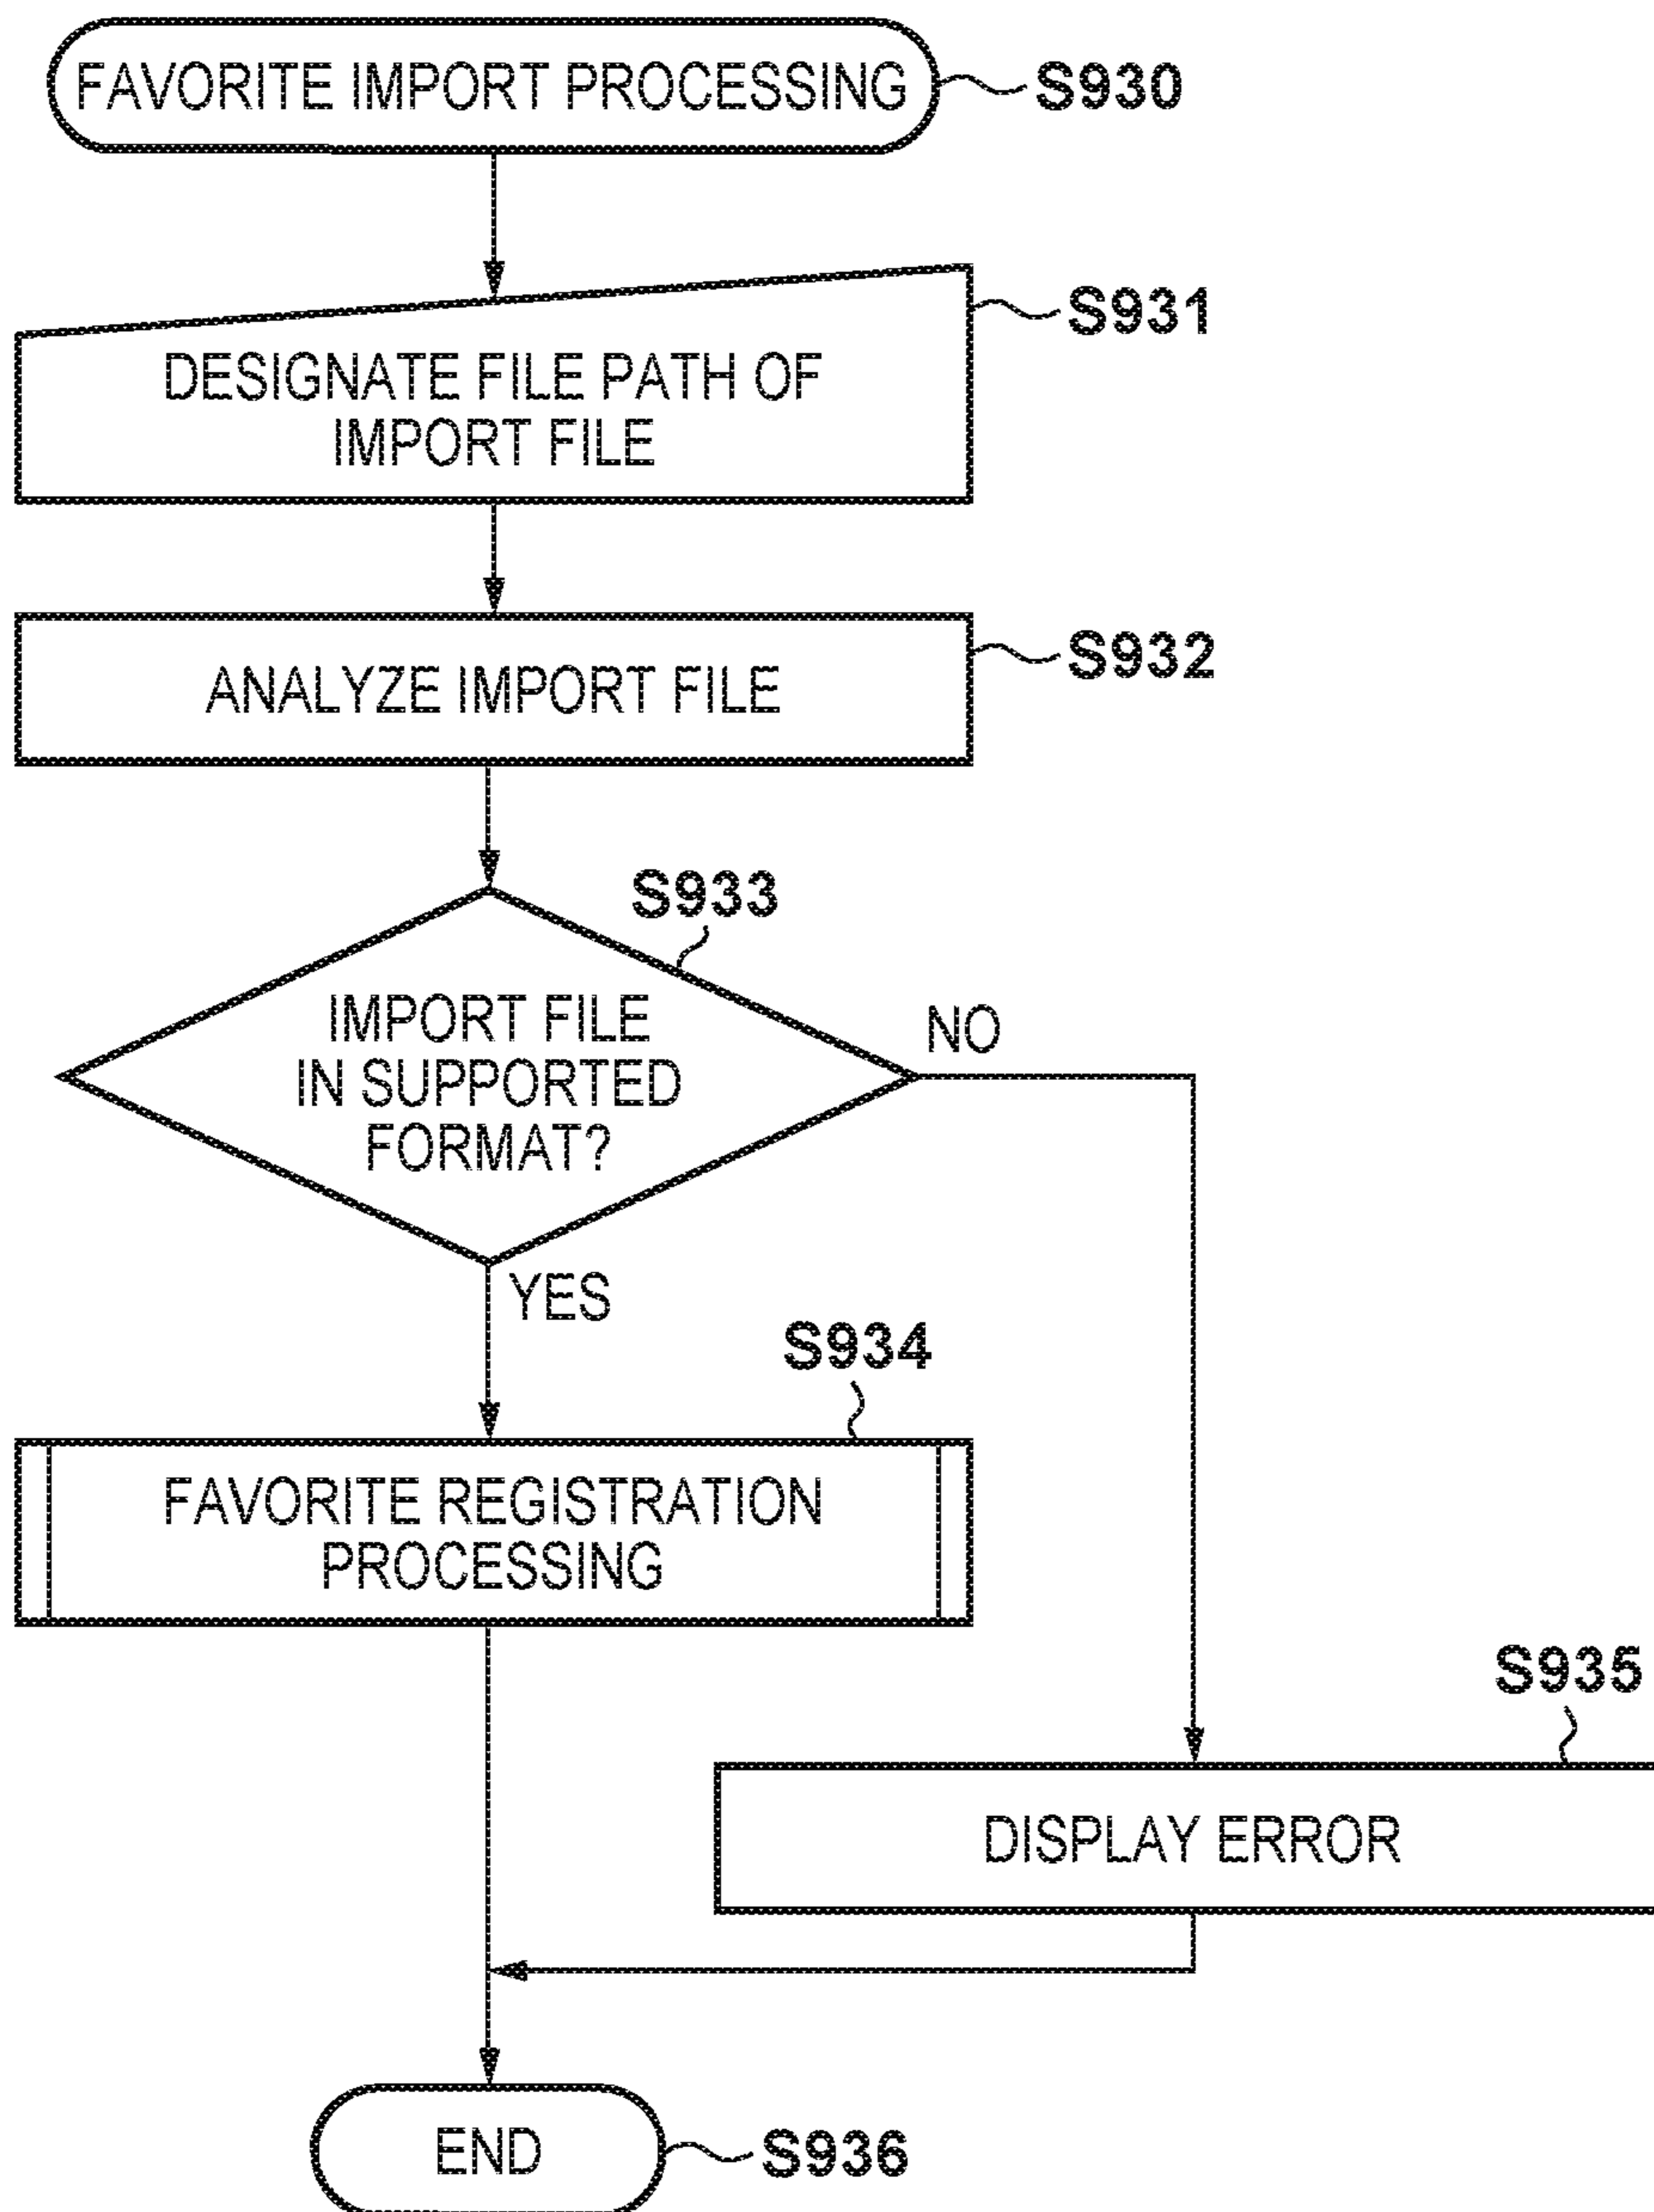 FAVORITE IMPORT PROCESSING
S930
S931
DESIGNATE FILE PATH OF
IMPORT FILE
S932
ANALYZE IMPORT FILE
S933
IMPORT FILE
IN SUPPORTED
FORMAT?
NO
YES
S934
FAVORITE REGISTRATION
PROCESSING
S935
DISPLAY ERROR
END
S936